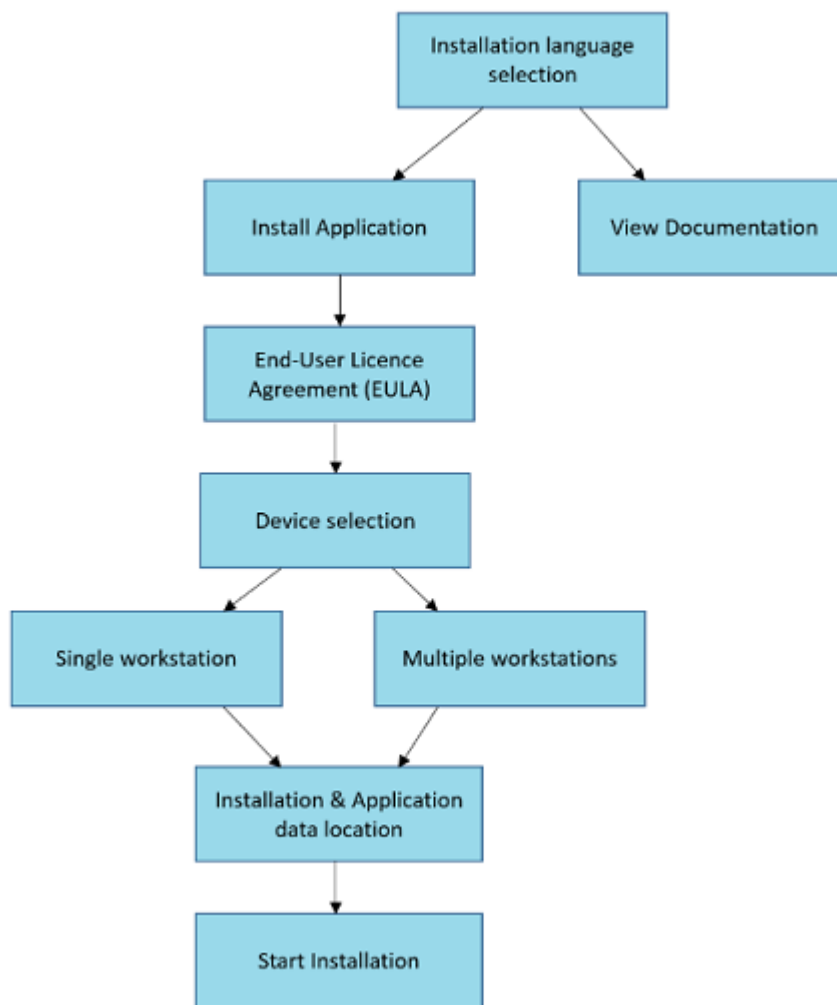 Installation language
selection
Install Application
View Documentation
End-User Licence
Agreement (EULA)
Device selection
Single workstation
Multiple workstations
Installation & Application
data location
Start Installation